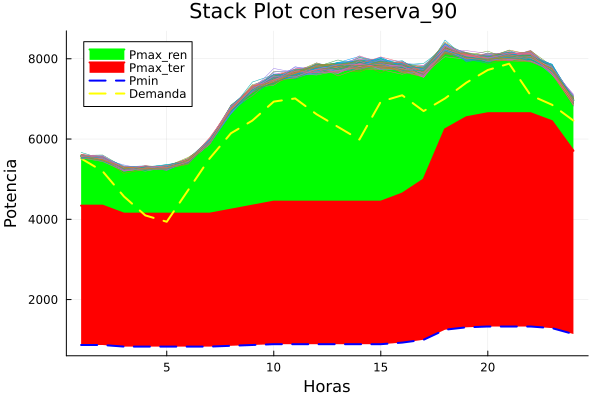 Stack Plot con reserva_90
Pmax_ren
Pmax_ter
Pmin
Demanda
8000
6000
4000
2000
Potencia
5
10
15
20
Horas